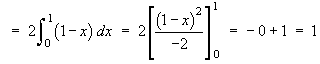 = 2∫₀¹(1−x) dx = 2[(1−x)²/−2]₀¹ = −0+1 = 1